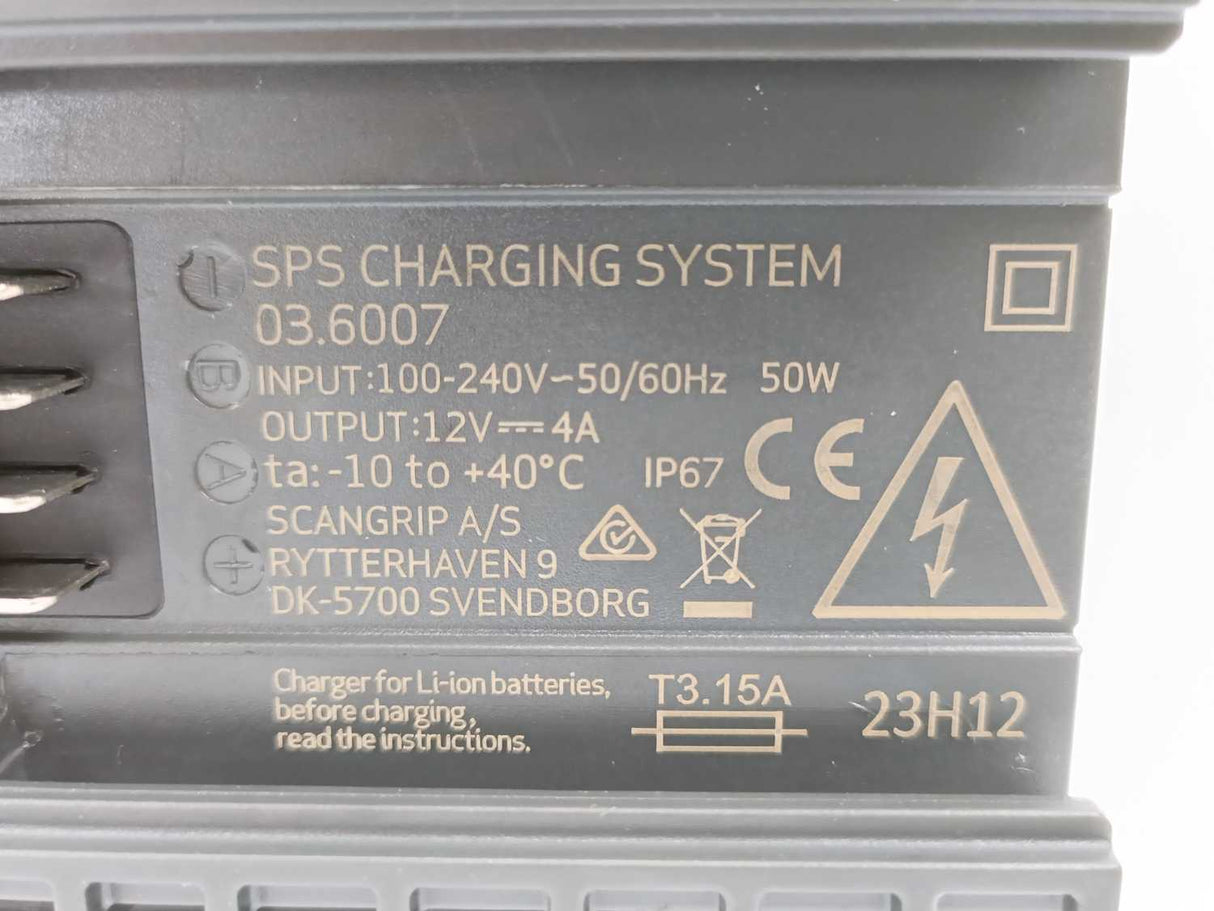 SPS CHARGING SYSTEM
03.6007
INPUT:100-240V~50/60Hz 50W
OUTPUT:12V⎓4A
ta:-10 to +40°C IP67 CE
SCANGRIP A/S
RYTTERHAVEN 9
DK-5700 SVENDBORG
−
B
A
+
Charger for Li-ion batteries,
before charging,
read the instructions.
T3.15A
23H12